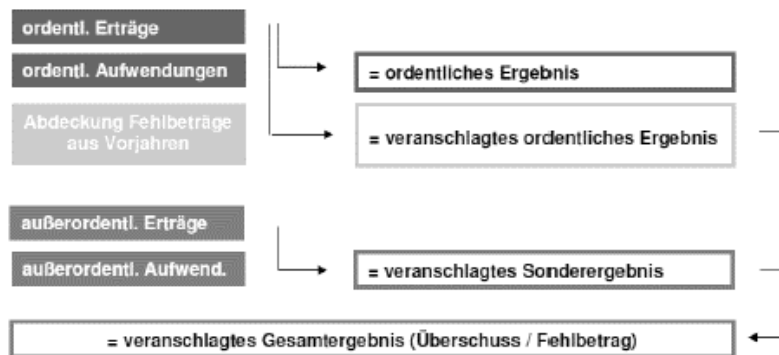 ordentl. Erträge
ordentl. Aufwendungen
= ordentliches Ergebnis
Abdeckung Fehlbeträge
aus Vorjahren
= veranschlagtes ordentliches Ergebnis
außerordentl. Erträge
außerordentl. Aufwend.
= veranschlagtes Sonderergebnis
= veranschlagtes Gesamtergebnis (Überschuss / Fehlbetrag)